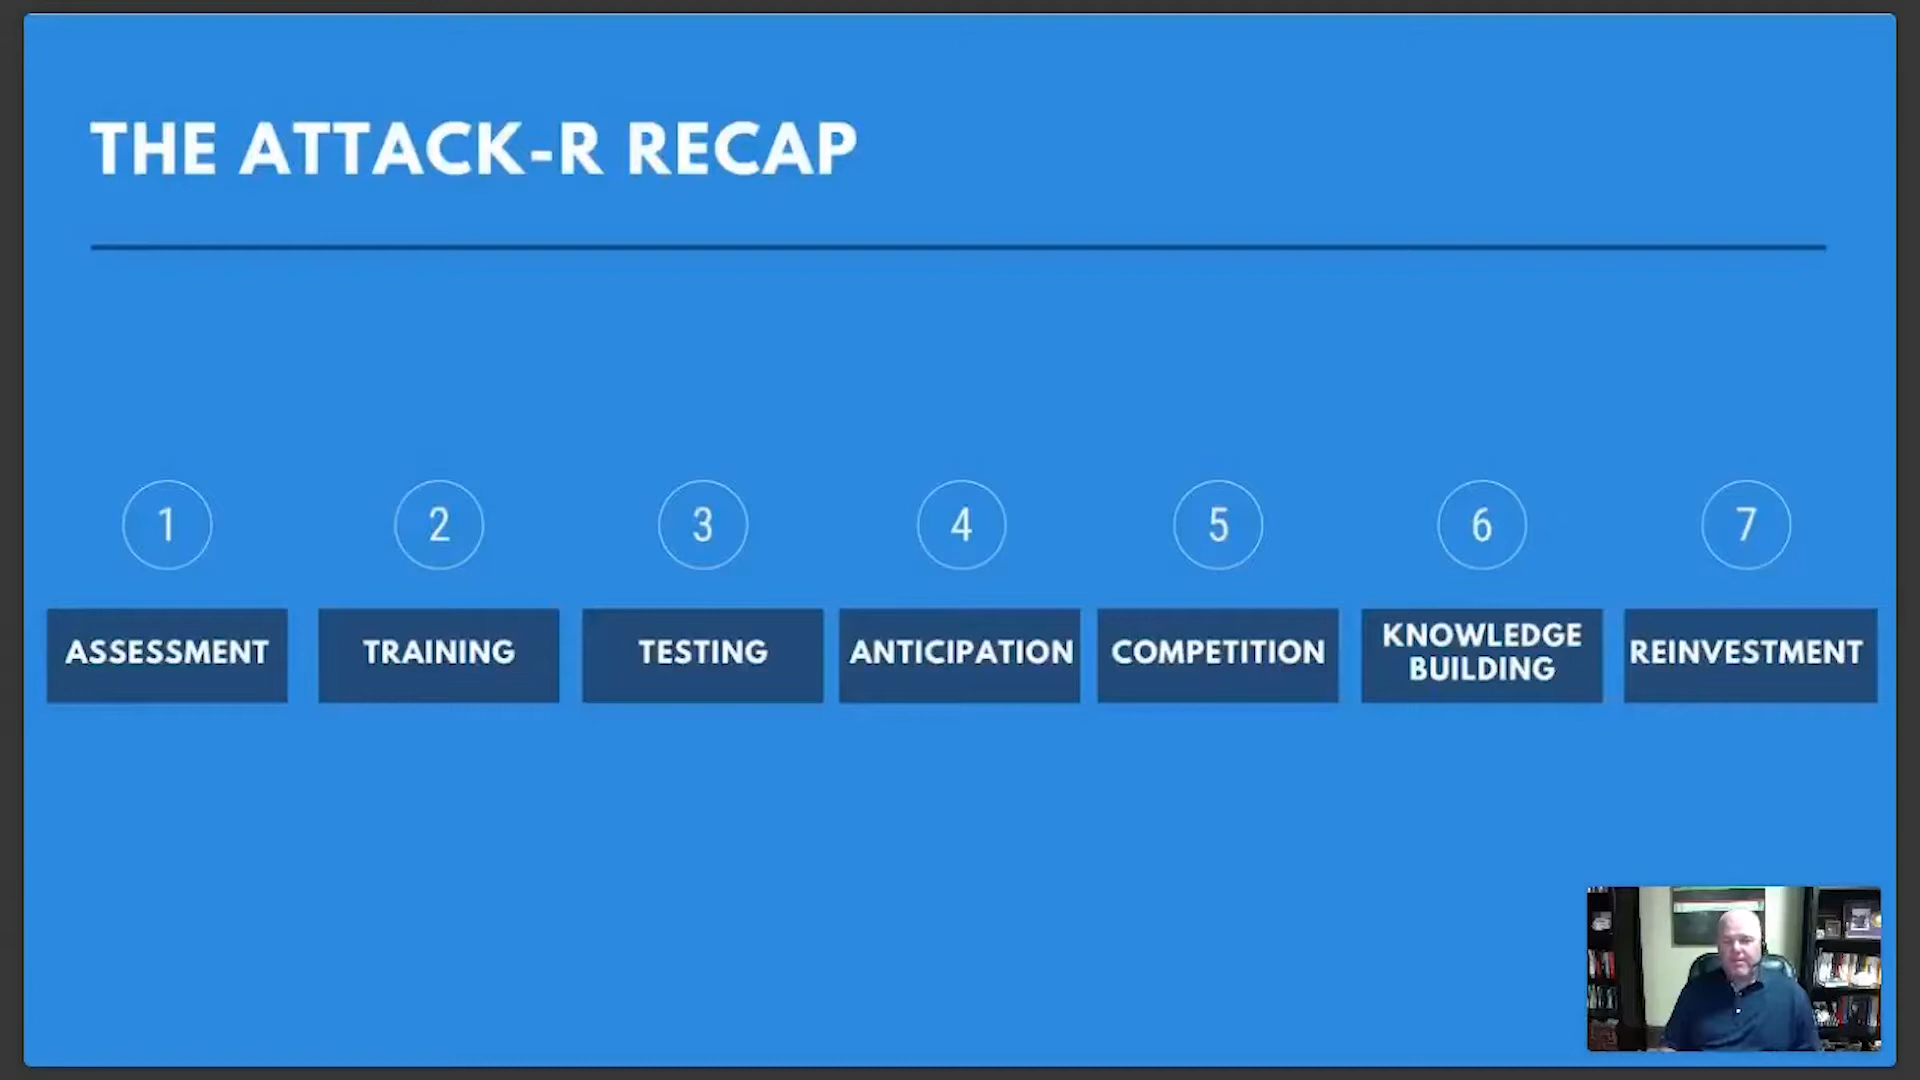 THE ATTACK-R RECAP
1
2
3
4
5
6
7
ASSESSMENT
TRAINING
TESTING
ANTICIPATION
COMPETITION
KNOWLEDGE
BUILDING
REINVESTMENT